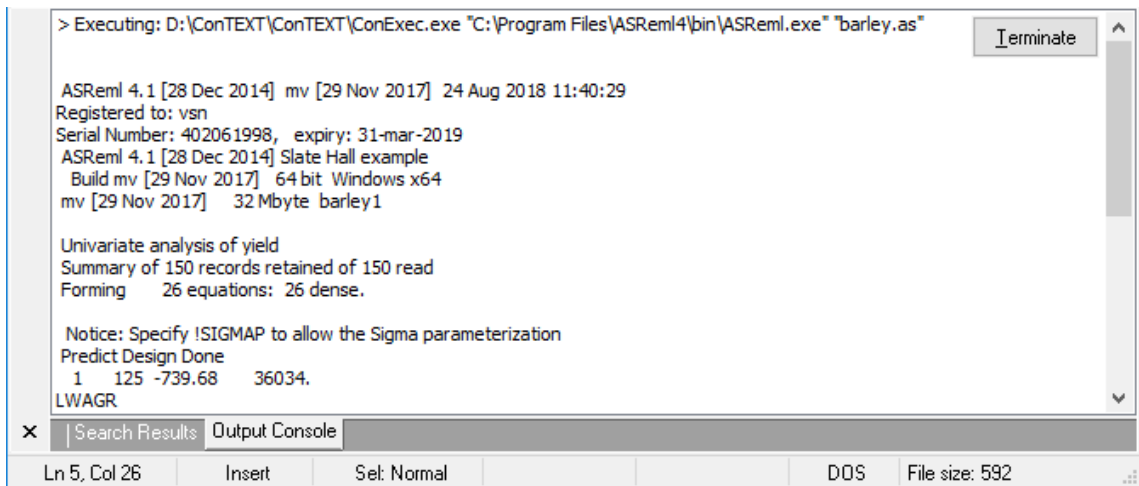 > Executing: D:\ConTEXT\ConTEXT\ConExec.exe "C:\Program Files\ASReml4\bin\ASReml.exe" "barley.as"
Terminate
ASReml 4.1 [28 Dec 2014] mv [29 Nov 2017] 24 Aug 2018 11:40:29
Registered to: vsn
Serial Number: 402061998, expiry: 31-mar-2019
ASReml 4.1 [28 Dec 2014] Slate Hall example
Build mv [29 Nov 2017] 64 bit Windows x64
mv [29 Nov 2017] 32 Mbyte barley1
Univariate analysis of yield
Summary of 150 records retained of 150 read
Forming 26 equations: 26 dense.
Notice: Specify !SIGMAP to allow the Sigma parameterization
Predict Design Done
1 125 -739.68 36034.
LWAGR
x | Search Results Output Console
Ln 5, Col 26 Insert Sel: Normal DOS File size: 592